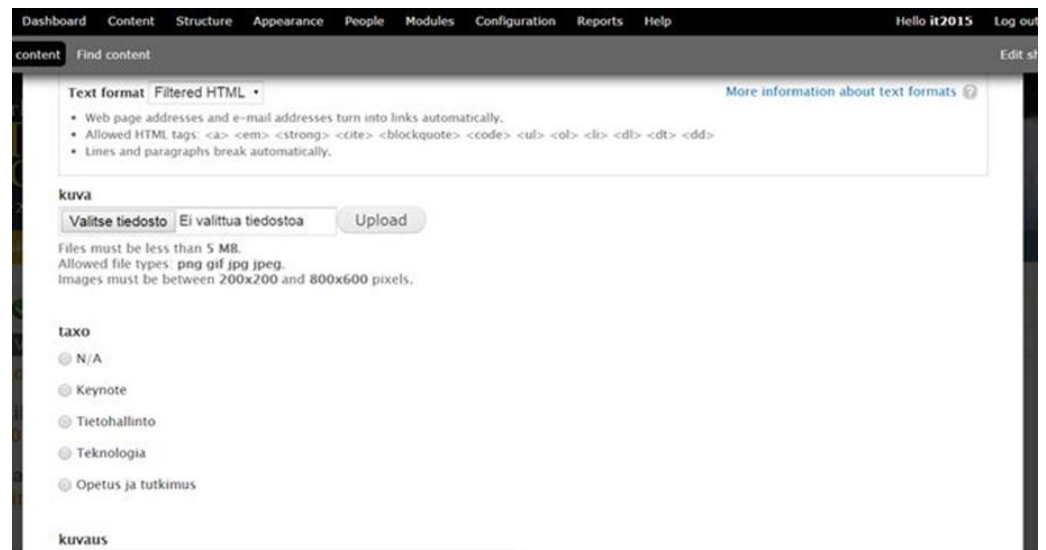 Dashboard Content Structure Appearance People Modules Configuration Reports Help Hello it2015 Log out
content Find content Edit sh
Text format Filtered HTML More information about text formats ?
• Web page addresses and e-mail addresses turn into links automatically.
• Allowed HTML tags: <a> <em> <strong> <cite> <blockquote> <code> <ul> <ol> <li> <dl> <dt> <dd>
• Lines and paragraphs break automatically.
kuva
Valitse tiedosto Ei valittua tiedostoa Upload
Files must be less than 5 MB.
Allowed file types: png gif jpg jpeg.
Images must be between 200x200 and 800x600 pixels.
taxo
N/A
Keynote
Tietohallinto
Teknologia
Opetus ja tutkimus
kuvaus